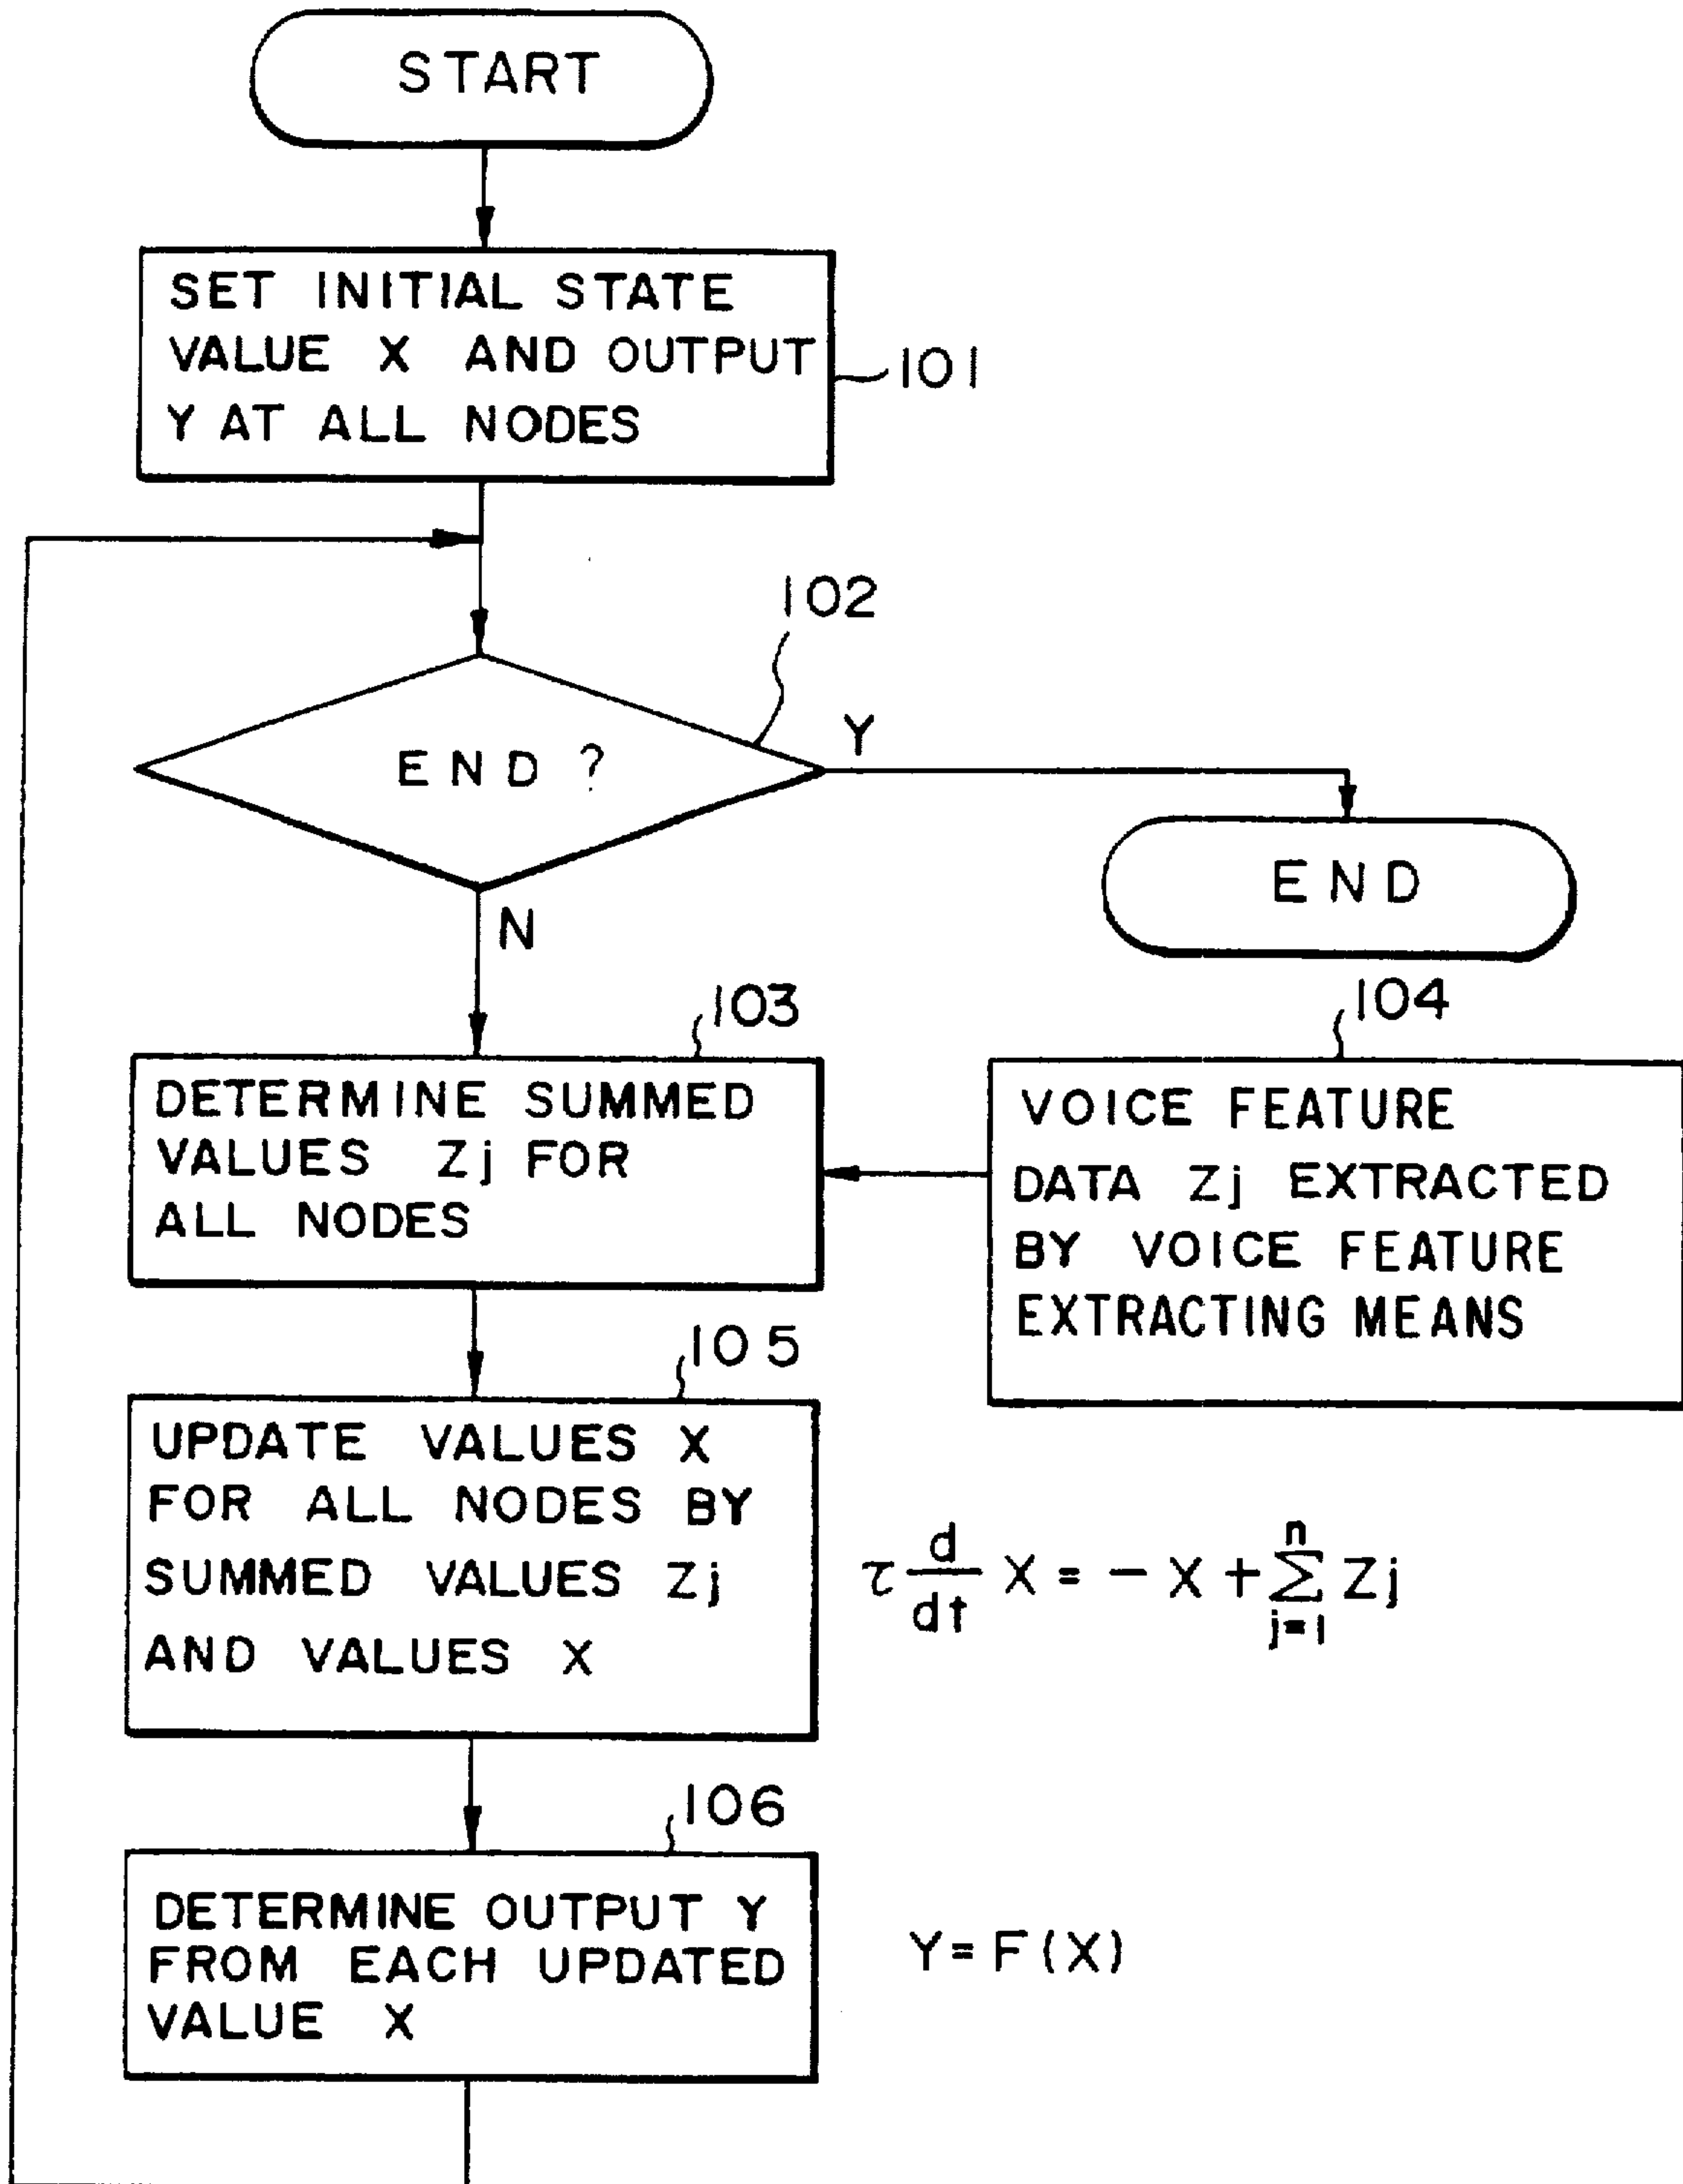 START
SET INITIAL STATE
VALUE X AND OUTPUT
Y AT ALL NODES
101
102
END ?
Y
END
N
103
DETERMINE SUMMED
VALUES Zj FOR
ALL NODES
104
VOICE FEATURE
DATA Zj EXTRACTED
BY VOICE FEATURE
EXTRACTING MEANS
105
UPDATE VALUES X
FOR ALL NODES BY
SUMMED VALUES Zj
AND VALUES X
τ d/dt X = − X + Σ_{j=1}^{n} Zj
106
DETERMINE OUTPUT Y
FROM EACH UPDATED
VALUE X
Y = F(X)